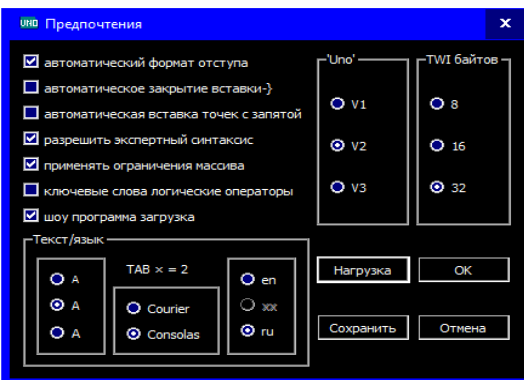 UNO Предпочтения x
автоматический формат отступа
автоматическое закрытие вставки-}
автоматическая вставка точек с запятой
разрешить экспертный синтаксис
применять ограничения массива
ключевые слова логические операторы
шоу программа загрузка
'Uno'
V1
V2
V3
TWI байтов
8
16
32
Текст/язык
A
A
A
TAB × = 2
Courier
Consolas
en
xx
ru
Нагрузка
OK
Сохранить
Отмена